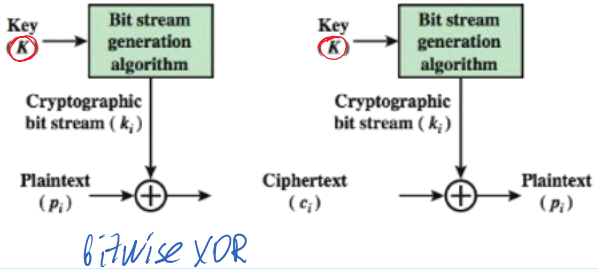 Key
(K)
Bit stream
generation
algorithm
Cryptographic
bit stream ( kᵢ )
Plaintext
(pᵢ)
Key
(K)
Bit stream
generation
algorithm
Cryptographic
bit stream ( kᵢ )
Ciphertext
(cᵢ)
Plaintext
(pᵢ)
bitwise XOR